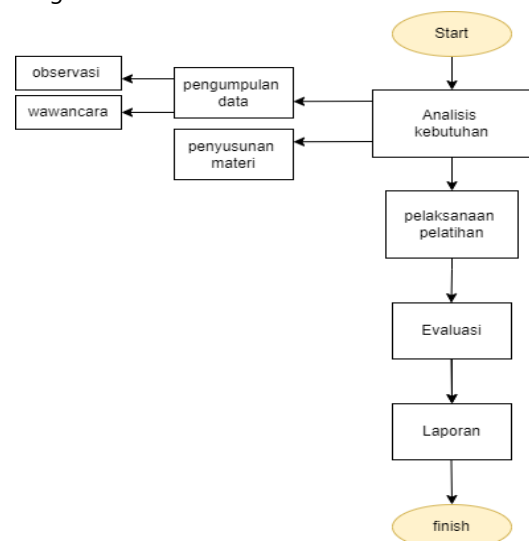 Start
observasi
pengumpulan
data
wawancara
Analisis
kebutuhan
penyusunan
materi
pelaksanaan
pelatihan
Evaluasi
Laporan
finish